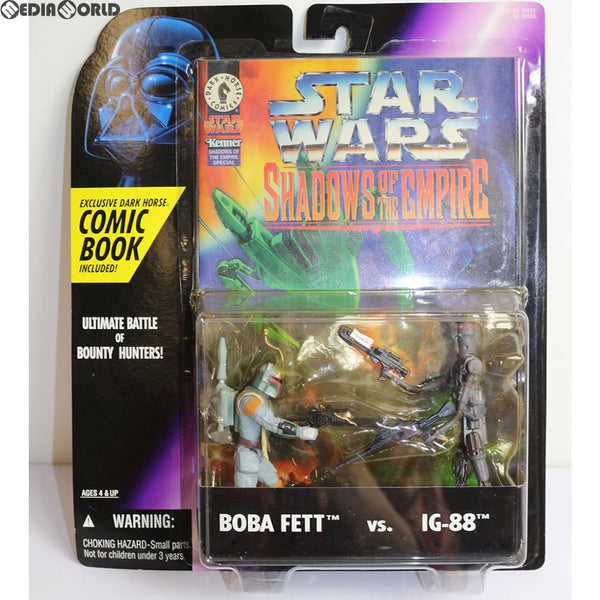 MEDIAWORLD
DARK HORSE
COMICS
STAR
WARS
Kenner
SHADOWS OF
THE EMPIRE
SPECIAL
STAR
WARS
SHADOWS OF THE EMPIRE
EXCLUSIVE DARK HORSE
COMIC
BOOK
INCLUDED!
ULTIMATE BATTLE
OF
BOUNTY HUNTERS!
AGES 4 & UP
WARNING:
CHOKING HAZARD-Small parts.
Not for children under 3 years.
BOBA FETT™ vs. IG-88™